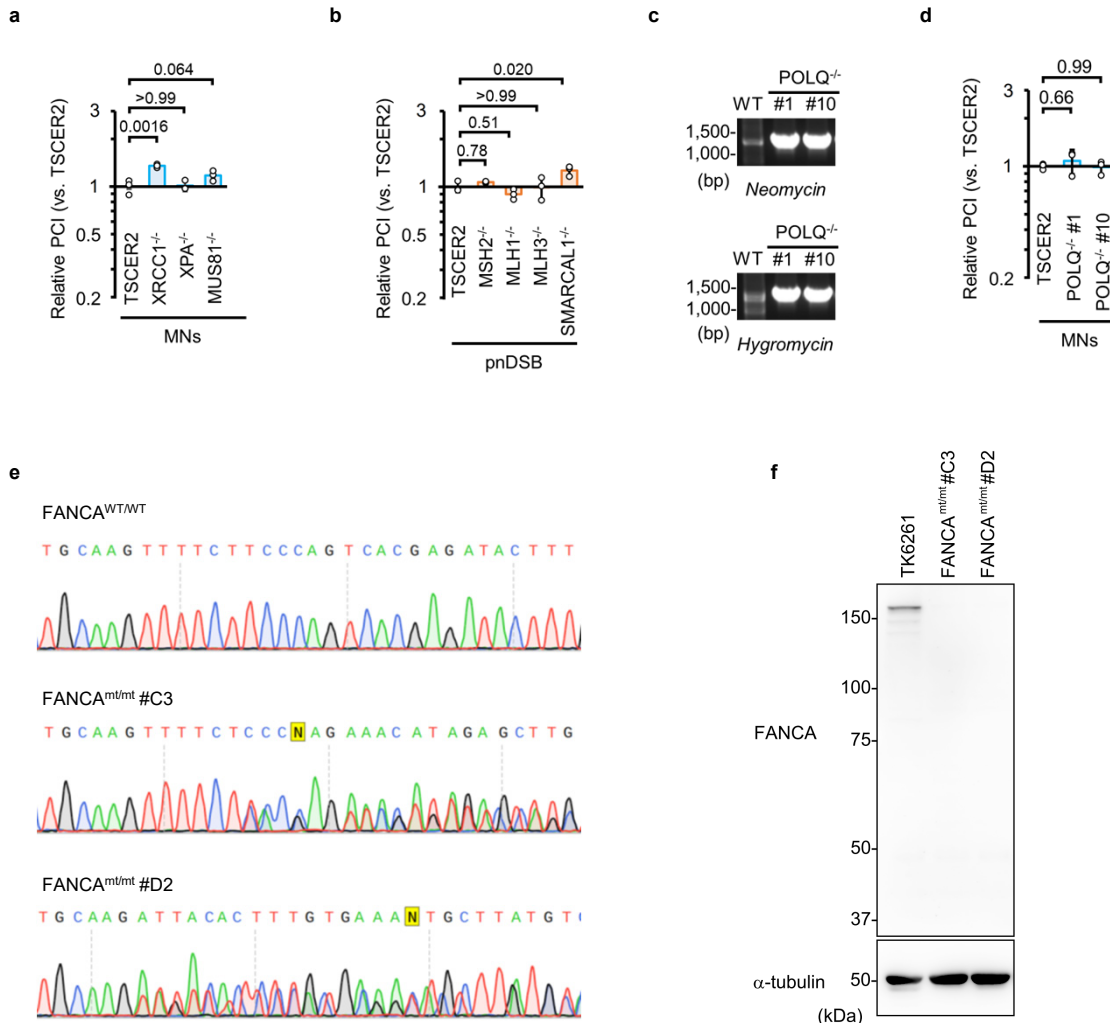 a
0.064
>0.99
0.0016
3
1
0.5
0.2
Relative PCI (vs. TSCER2)
TSCER2
XRCC1-/-
XPA-/-
MUS81-/-
MNs
b
0.020
>0.99
0.51
0.78
3
1
0.5
0.2
Relative PCI (vs. TSCER2)
TSCER2
MSH2-/-
MLH1-/-
MLH3-/-
SMARCAL1-/-
pnDSB
c
POLQ-/-
WT #1 #10
1,500-
1,000-
(bp)
Neomycin
POLQ-/-
WT #1 #10
1,500-
1,000-
(bp)
Hygromycin
d
0.99
0.66
3
1
0.2
Relative PCI (vs. TSCER2)
TSCER2
POLQ-/- #1
POLQ-/- #10
MNs
e
FANCAWT/WT
T G C A A G T T T T C T T C C C A G T C A C G A G A T A C T T T
FANCAmt/mt #C3
T G C A A G T T T T C T C C C N A G A A A C A T A G A G C T T G
FANCAmt/mt #D2
T G C A A G A T T A C A C T T T G T G A A A N T G C T T A T G T C
f
TK6261
FANCAmt/mt #C3
FANCAmt/mt #D2
150
100
75
50
37
FANCA
α-tubulin
50
(kDa)